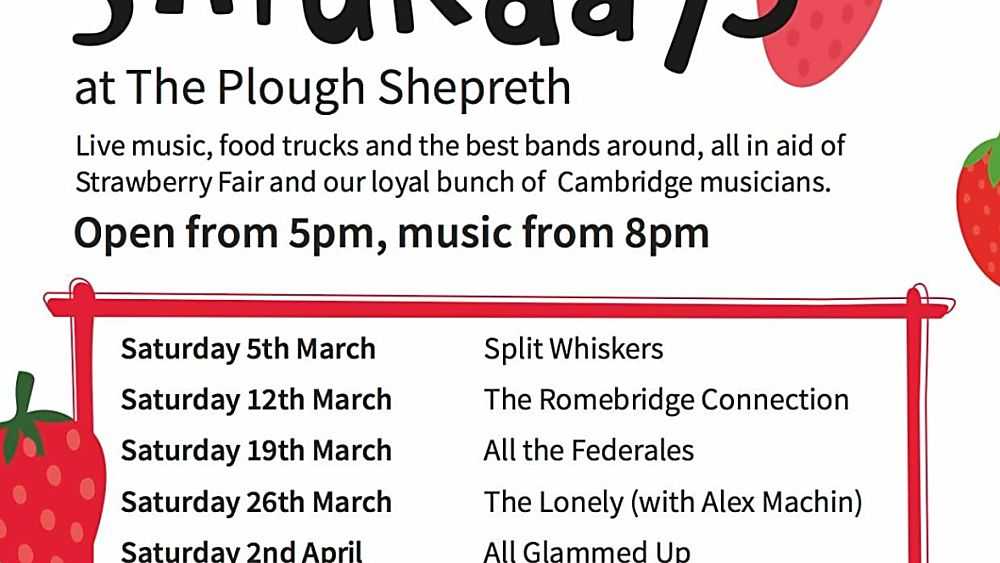 Saturdays
at The Plough Shepreth
Live music, food trucks and the best bands around, all in aid of
Strawberry Fair and our loyal bunch of Cambridge musicians.
Open from 5pm, music from 8pm
Saturday 5th March Split Whiskers
Saturday 12th March The Romebridge Connection
Saturday 19th March All the Federales
Saturday 26th March The Lonely (with Alex Machin)
Saturday 2nd April All Glammed Up